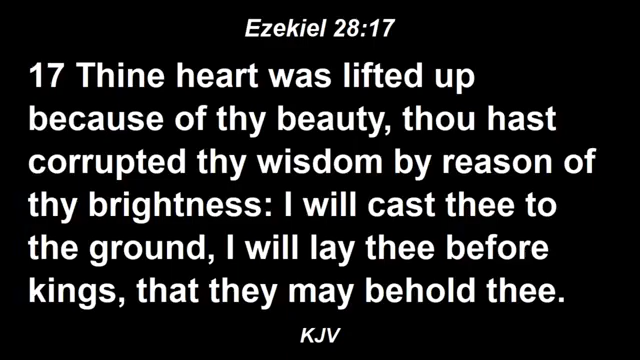 Ezekiel 28:17
17 Thine heart was lifted up
because of thy beauty, thou hast
corrupted thy wisdom by reason of
thy brightness: I will cast thee to
the ground, I will lay thee before
kings, that they may behold thee.
KJV